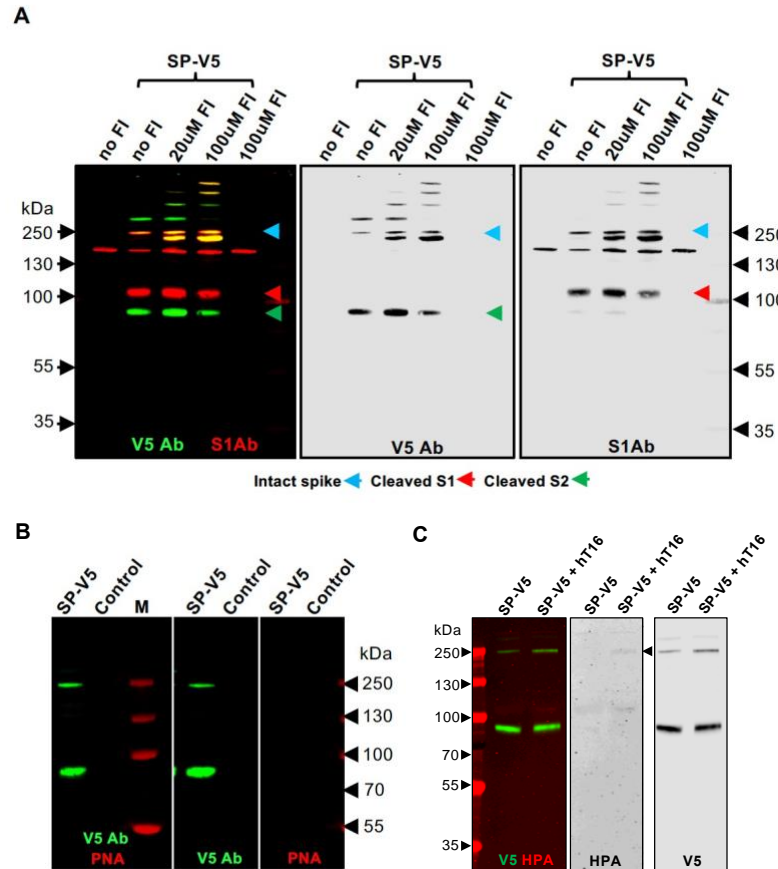 A
SP-V5
no FI
no FI
20uM FI
100uM FI
100uM FI
SP-V5
no FI
no FI
20uM FI
100uM FI
100uM FI
SP-V5
no FI
no FI
20uM FI
100uM FI
100uM FI
kDa
250
130
100
55
35
V5 Ab S1Ab
V5 Ab
S1Ab
250
130
100
55
35
Intact spike Cleaved S1 Cleaved S2
B
SP-V5
Control
M
SP-V5
Control
SP-V5
Control
kDa
250
130
100
70
55
V5 Ab
PNA
V5 Ab
PNA
C
SP-V5
SP-V5 + hT16
SP-V5
SP-V5 + hT16
SP-V5
SP-V5 + hT16
kDa
250
130
100
70
55
35
V5 HPA
HPA
V5